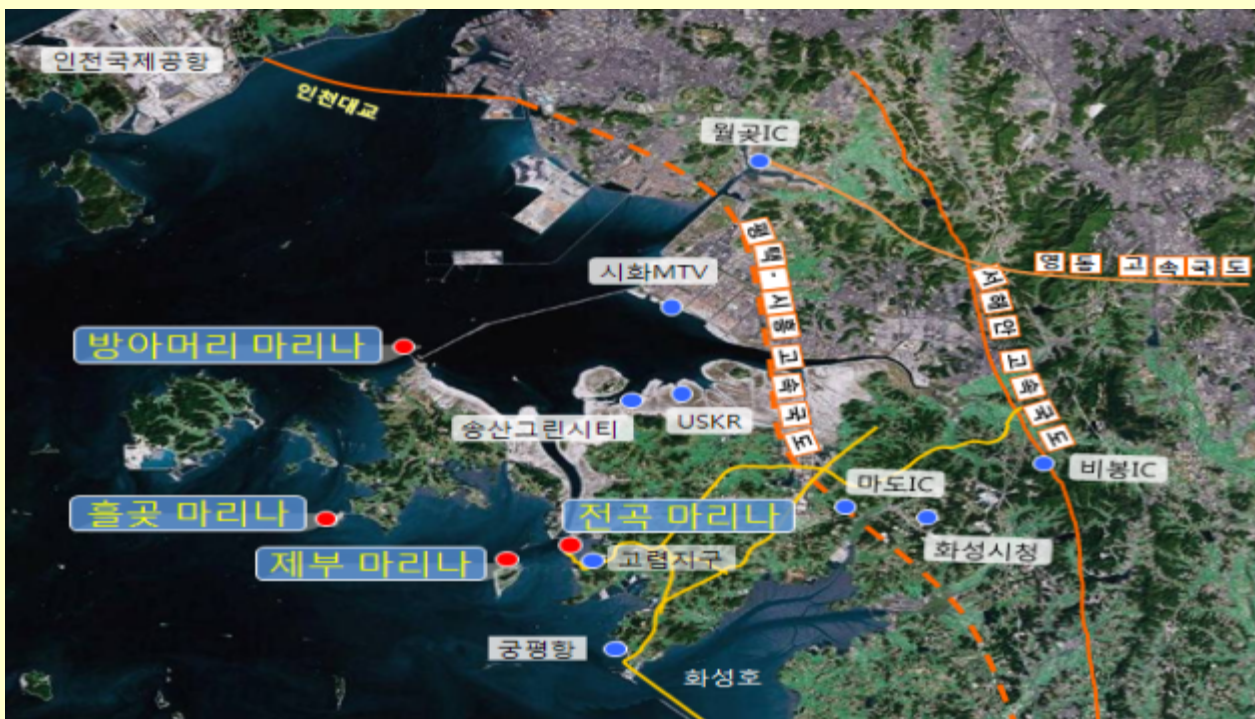 인천국제공항
인천대교
월곶IC
평택·시흥고속국도
영동 고속국도
시화MTV
서해안 고속국도
방아머리 마리나
송산그린시티
USKR
비봉IC
마도IC
흘곶 마리나
전곡 마리나
화성시청
제부 마리나
고렴지구
궁평항
화성호